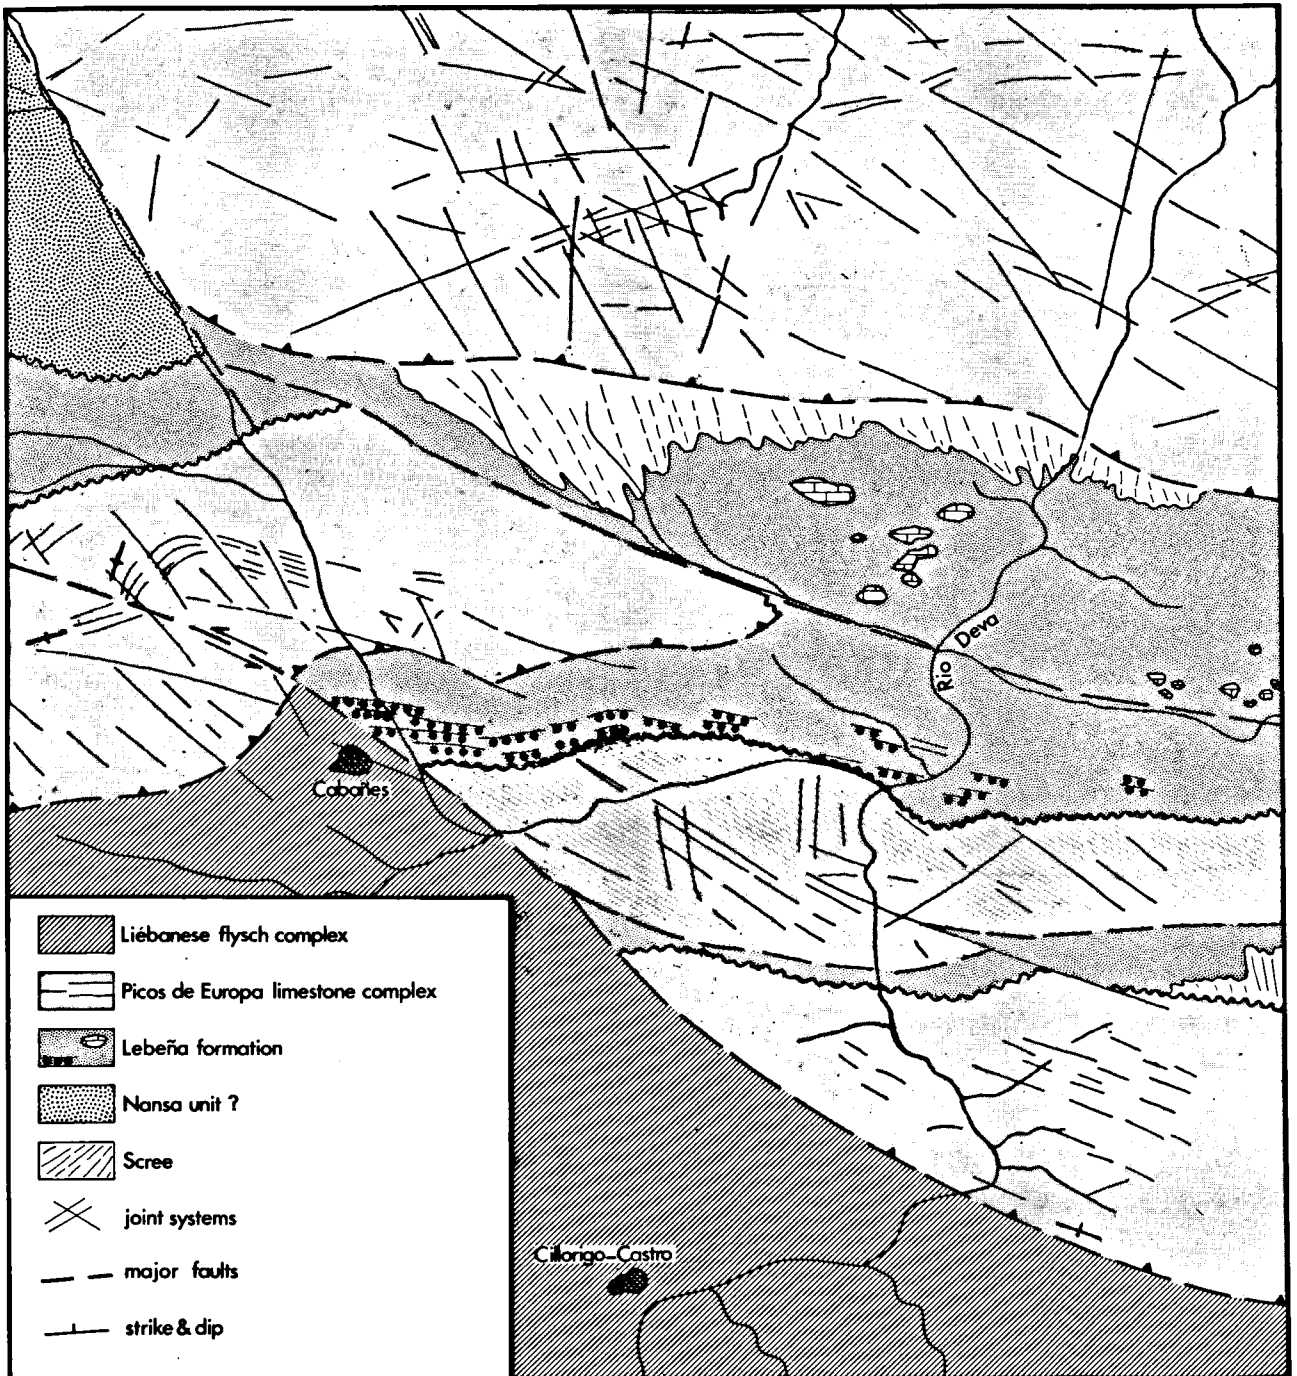 Rio Deva
Cabañes
Liébanese flysch complex
Picos de Europa limestone complex
Lebeña formation
Nansa unit ?
Scree
joint systems
major faults
strike & dip
Cillorigo-Castro